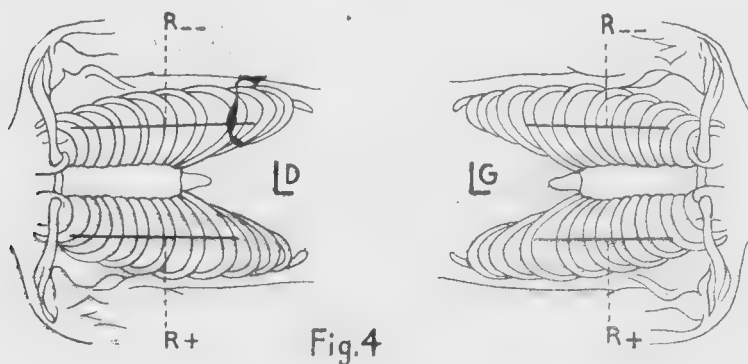 R-- R--
LD LG
R+ R+
Fig.4